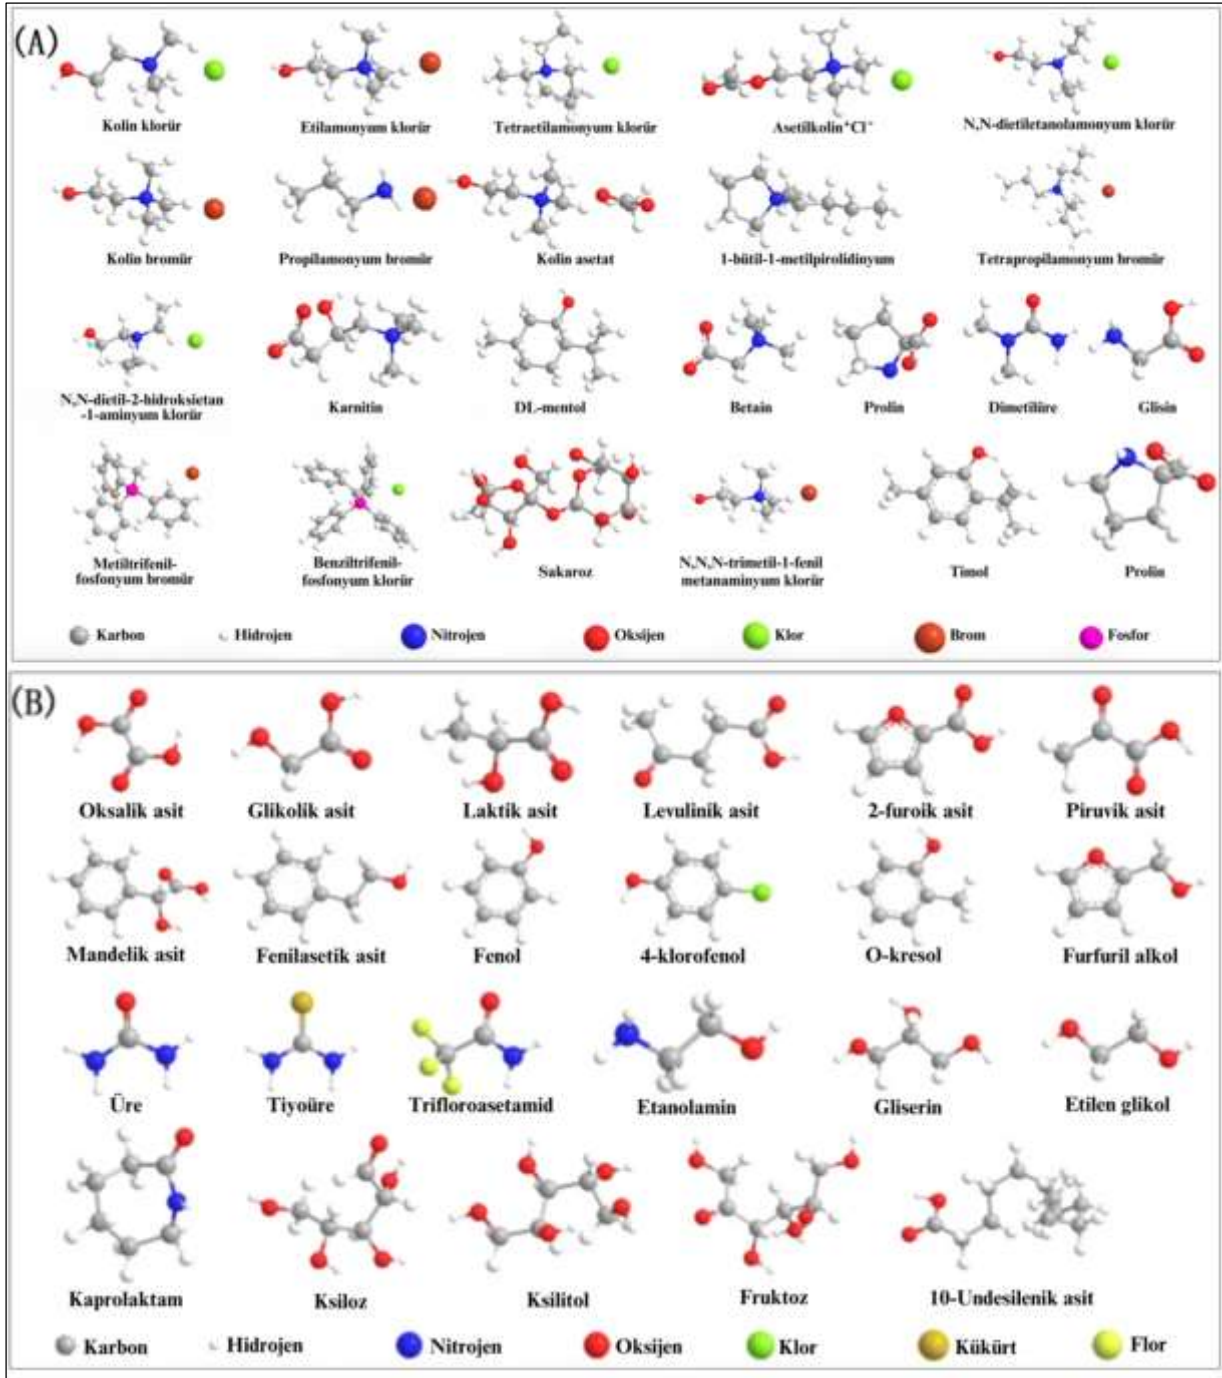 (A)
Kolin klorür
Etilamonyum klorür
Tetraetilamonyum klorür
Asetilkolin⁺Cl⁻
N,N-dietiletanolamonyum klorür
Kolin bromür
Propilamonyum bromür
Kolin asetat
1-bütil-1-metilpirolidinyum
Tetrapropilamonyum bromür
N,N-dietil-2-hidroksietan
-1-aminyum klorür
Karnitin
DL-mentol
Betain
Prolin
Dimetilüre
Glisin
Metiltrifenil-
fosfonyum bromür
Benziltrifenil-
fosfonyum klorür
Sakaroz
N,N,N-trimetil-1-fenil
metanaminyum klorür
Timol
Prolin
Karbon
Hidrojen
Nitrojen
Oksijen
Klor
Brom
Fosfor
(B)
Oksalik asit
Glikolik asit
Laktik asit
Levulinik asit
2-furoik asit
Piruvik asit
Mandelik asit
Fenilasetik asit
Fenol
4-klorofenol
O-kresol
Furfuril alkol
Üre
Tiyoüre
Trifloroasetamid
Etanolamin
Gliserin
Etilen glikol
Kaprolaktam
Ksiloz
Ksilitol
Fruktoz
10-Undesilenik asit
Karbon
Hidrojen
Nitrojen
Oksijen
Klor
Kükürt
Flor